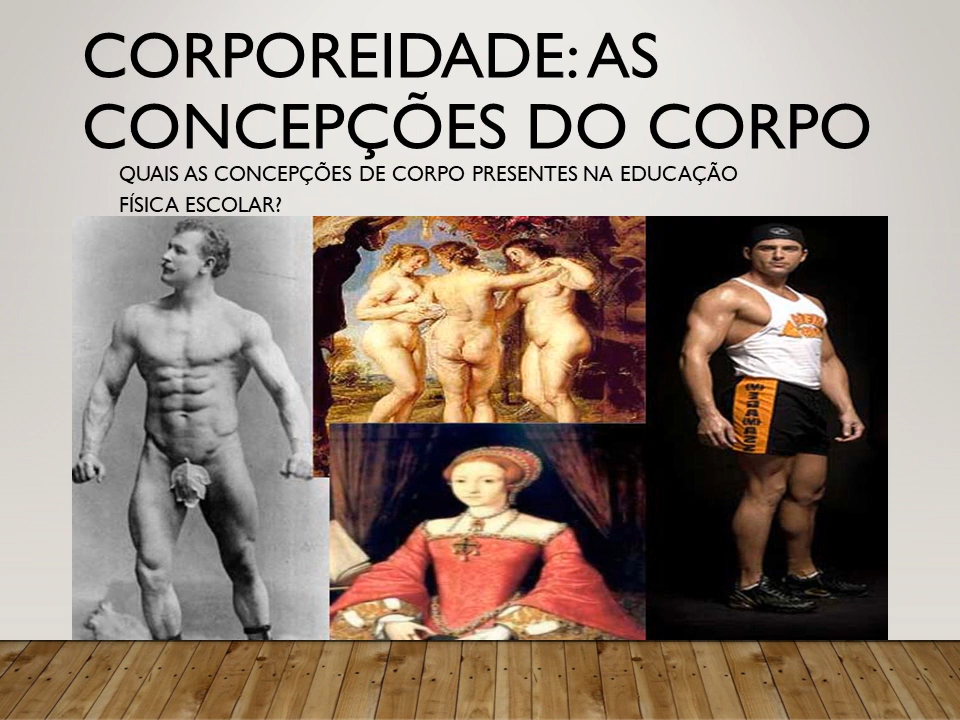 CORPOREIDADE: AS
CONCEPÇÕES DO CORPO
QUAIS AS CONCEPÇÕES DE CORPO PRESENTES NA EDUCAÇÃO
FÍSICA ESCOLAR?